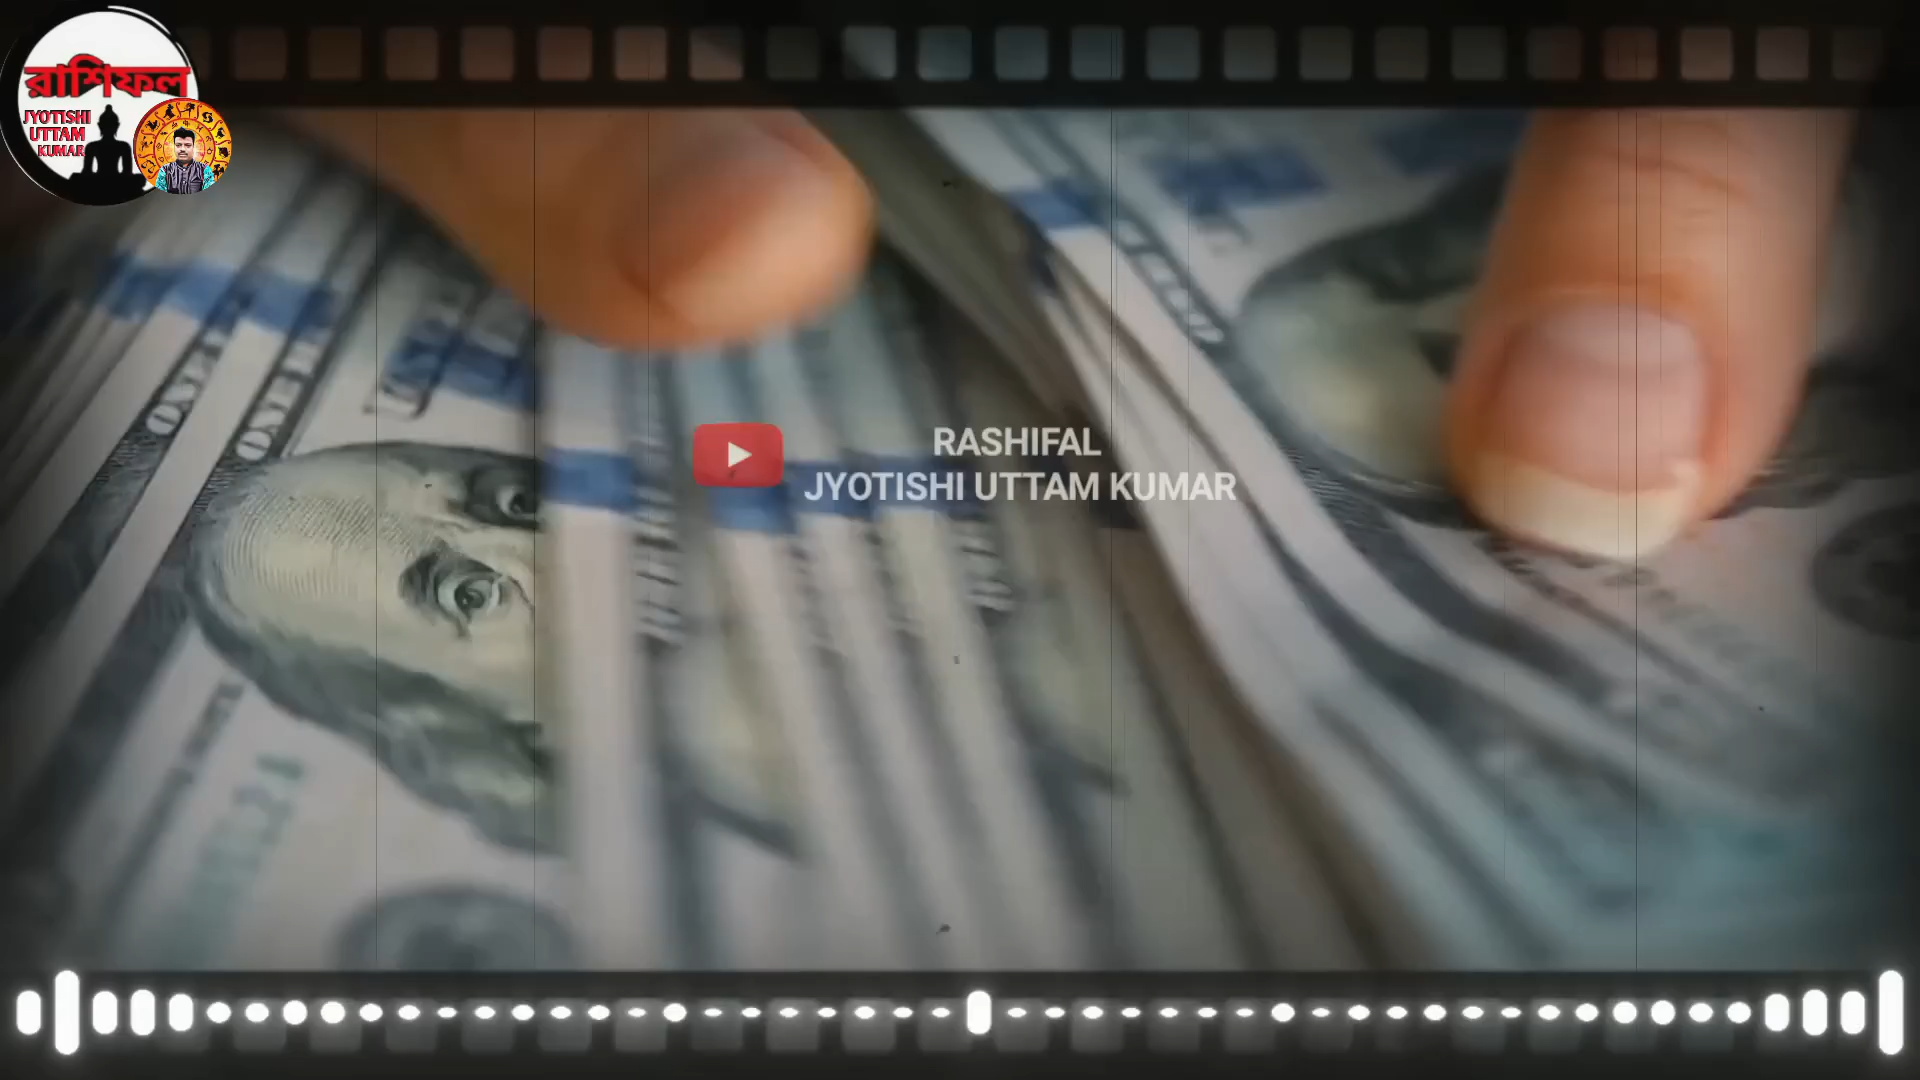 রাশিফল
JYOTISHI
UTTAM
KUMAR
RASHIFAL
JYOTISHI UTTAM KUMAR